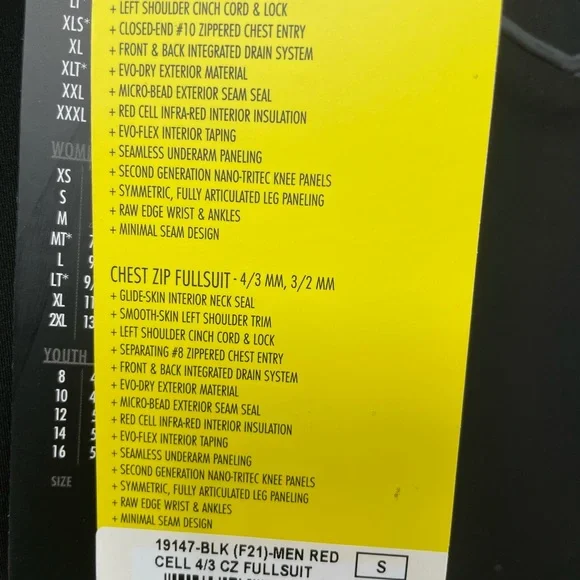 LT*
XLS*
XL
XLT*
XXL
XXXL
XS
S
M
MT*
L
LT*
XL
2XL
YOUTH
8
10
12
14
16
SIZE
+ LEFT SHOULDER CINCH CORD & LOCK
+ CLOSED-END #10 ZIPPERED CHEST ENTRY
+ FRONT & BACK INTEGRATED DRAIN SYSTEM
+ EVO-DRY EXTERIOR MATERIAL
+ MICRO-BEAD EXTERIOR SEAM SEAL
+ RED CELL INFRA-RED INTERIOR INSULATION
+ EVO-FLEX INTERIOR TAPING
+ SEAMLESS UNDERARM PANELING
+ SECOND GENERATION NANO-TRITEC KNEE PANELS
+ SYMMETRIC, FULLY ARTICULATED LEG PANELING
+ RAW EDGE WRIST & ANKLES
+ MINIMAL SEAM DESIGN
CHEST ZIP FULLSUIT - 4/3 MM, 3/2 MM
+ GLIDE-SKIN INTERIOR NECK SEAL
+ SMOOTH-SKIN LEFT SHOULDER TRIM
+ LEFT SHOULDER CINCH CORD & LOCK
+ SEPARATING #8 ZIPPERED CHEST ENTRY
+ FRONT & BACK INTEGRATED DRAIN SYSTEM
+ EVO-DRY EXTERIOR MATERIAL
+ MICRO-BEAD EXTERIOR SEAM SEAL
+ RED CELL INFRA-RED INTERIOR INSULATION
+ EVO-FLEX INTERIOR TAPING
+ SEAMLESS UNDERARM PANELING
+ SECOND GENERATION NANO-TRITEC KNEE PANELS
+ SYMMETRIC, FULLY ARTICULATED LEG PANELING
+ RAW EDGE WRIST & ANKLES
+ MINIMAL SEAM DESIGN
19147-BLK (F21)-MEN RED
CELL 4/3 CZ FULLSUIT
S